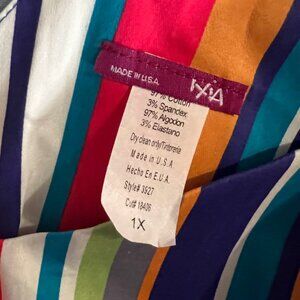 MADE IN U.S.A.
IXIA
97% Cotton
3% Spandex
97% Algodon
3% Elastano
Dry clean only/Tintoreria
Made in U.S.A
Hecho En E.U.A.
Style# 3927
Cut# 19406
1X